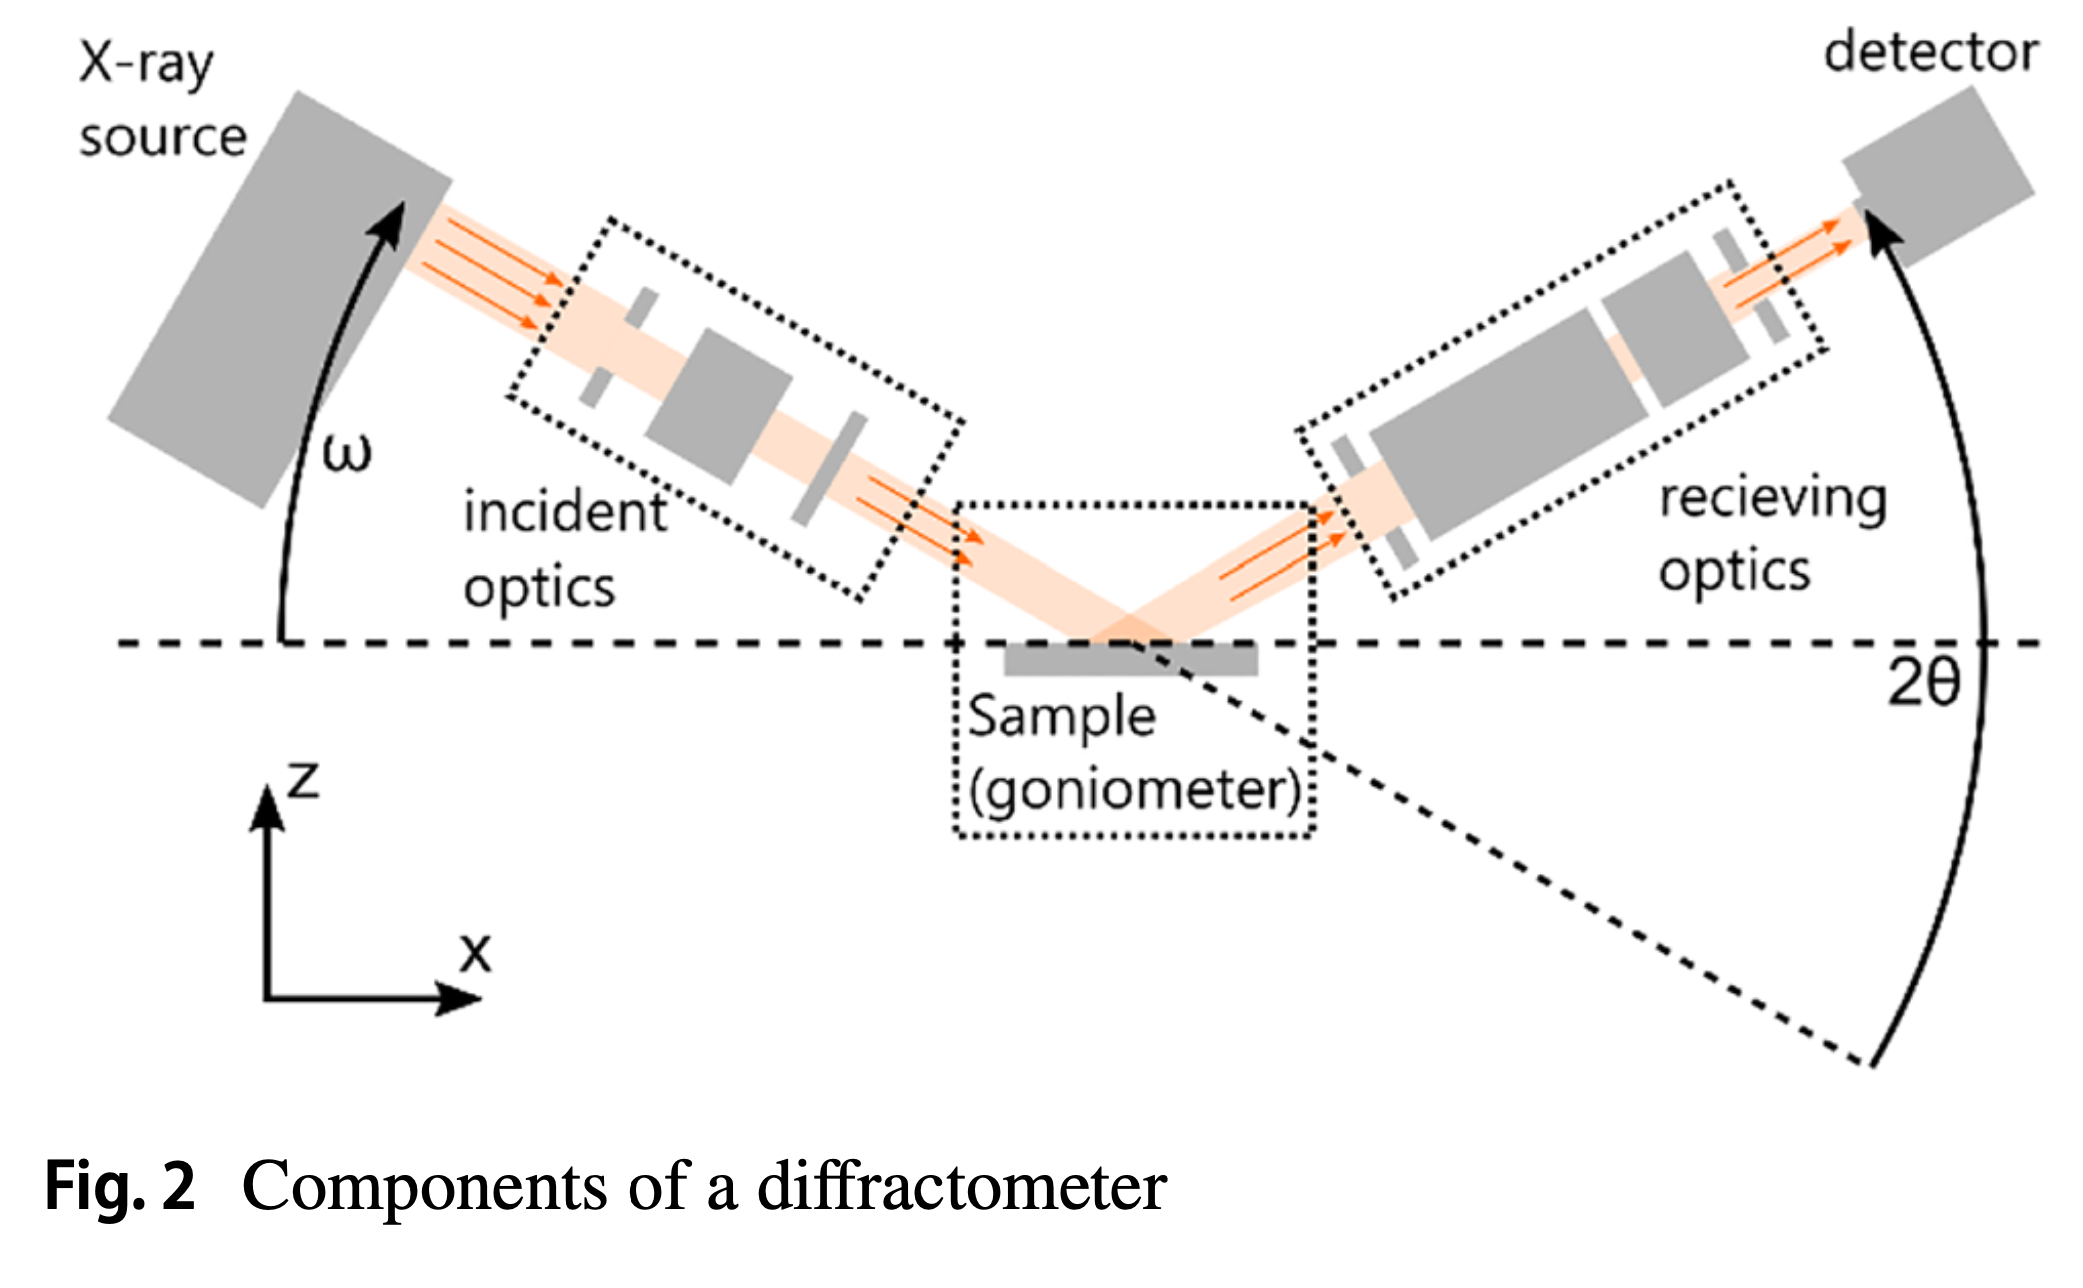 X-ray
source
detector
ω
incident
optics
recieving
optics
2θ
Sample
(goniometer)
z
x
Fig. 2 Components of a diffractometer